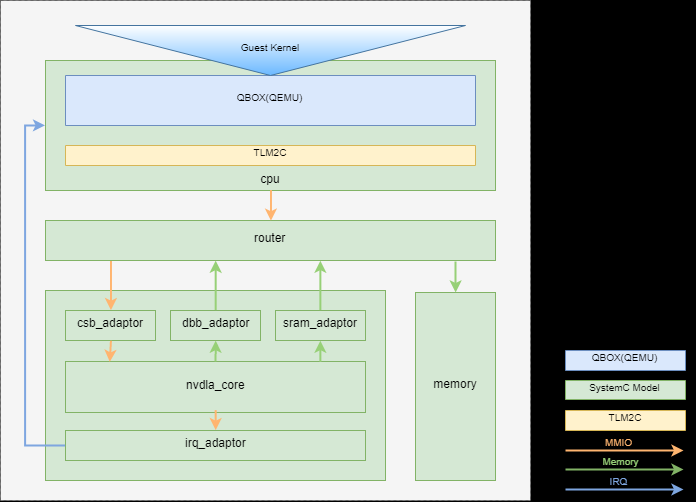 Guest Kernel
QBOX(QEMU)
TLM2C
cpu
router
csb_adaptor
dbb_adaptor
sram_adaptor
nvdla_core
memory
irq_adaptor
QBOX(QEMU)
SystemC Model
TLM2C
MMIO
Memory
IRQ